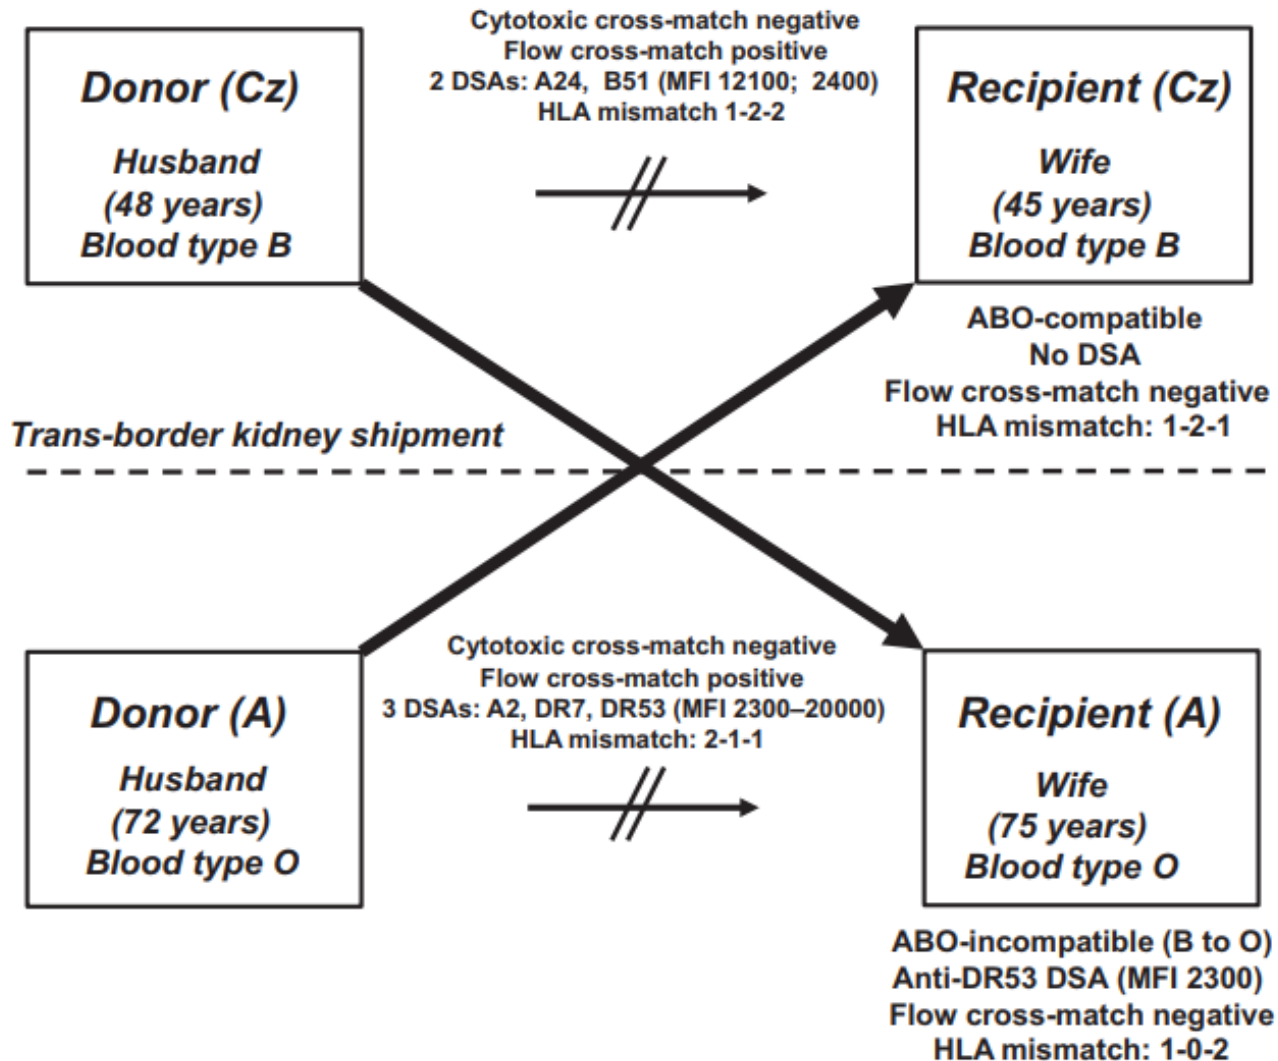 Cytotoxic cross-match negative
Flow cross-match positive
2 DSAs: A24, B51 (MFI 12100; 2400)
HLA mismatch 1-2-2
Donor (Cz)
Husband
(48 years)
Blood type B
Recipient (Cz)
Wife
(45 years)
Blood type B
ABO-compatible
No DSA
Flow cross-match negative
HLA mismatch: 1-2-1
Trans-border kidney shipment
Cytotoxic cross-match negative
Flow cross-match positive
3 DSAs: A2, DR7, DR53 (MFI 2300–20000)
HLA mismatch: 2-1-1
Donor (A)
Husband
(72 years)
Blood type O
Recipient (A)
Wife
(75 years)
Blood type O
ABO-incompatible (B to O)
Anti-DR53 DSA (MFI 2300)
Flow cross-match negative
HLA mismatch: 1-0-2